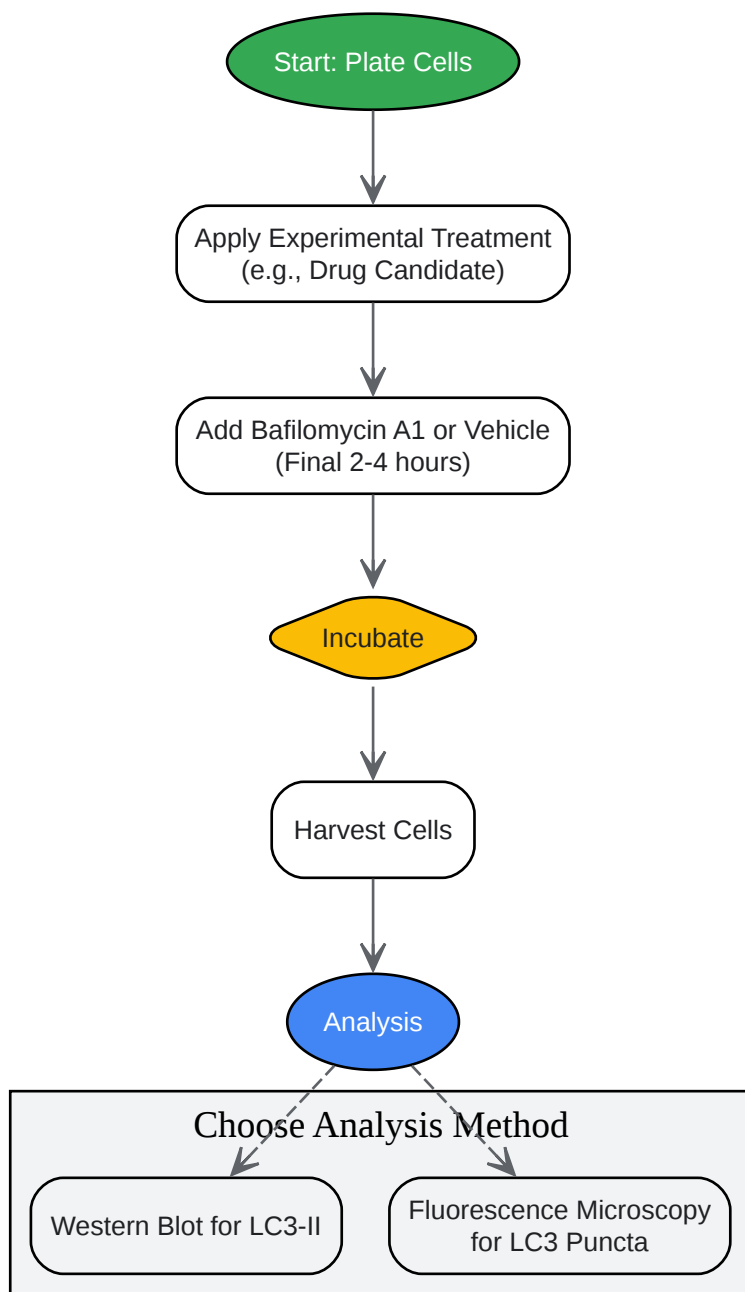 Start: Plate Cells
Apply Experimental Treatment
(e.g., Drug Candidate)
Add Bafilomycin A1 or Vehicle
(Final 2-4 hours)
Incubate
Harvest Cells
Analysis
Choose Analysis Method
Western Blot for LC3-II
Fluorescence Microscopy
for LC3 Puncta